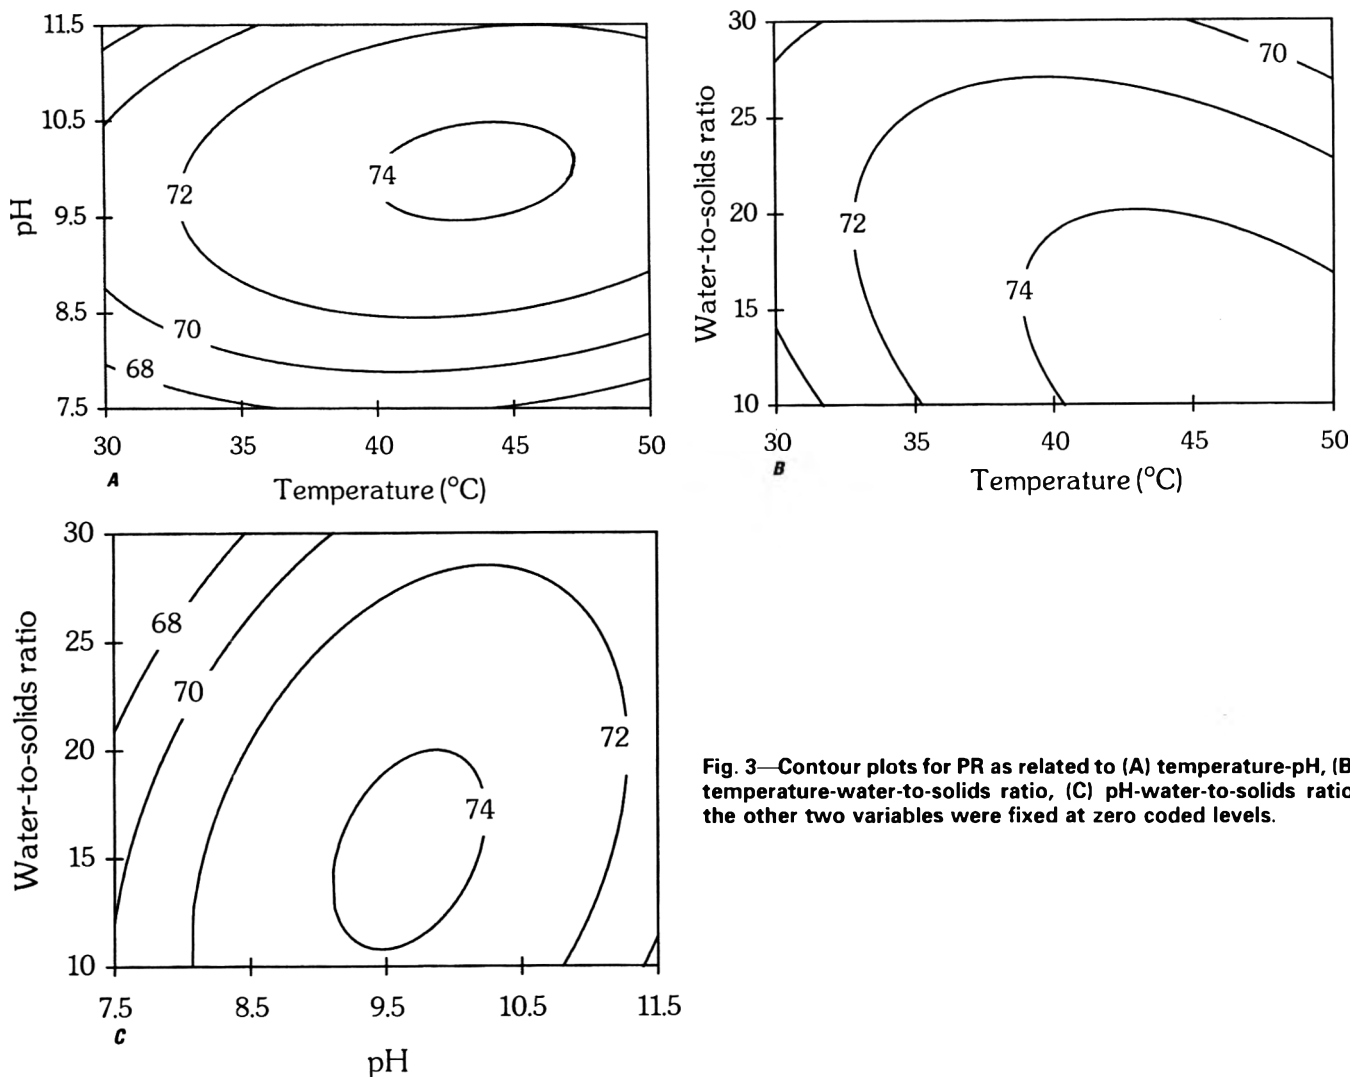 11.5
10.5
9.5
8.5
7.5
pH
72
74
70
68
30 35 40 45 50
A
Temperature (°C)
30
25
20
15
10
Water-to-solids ratio
70
72
74
30 35 40 45 50
B
Temperature (°C)
30
25
20
15
10
Water-to-solids ratio
68
70
72
74
7.5 8.5 9.5 10.5 11.5
C
pH
Fig. 3—Contour plots for PR as related to (A) temperature-pH, (B
temperature-water-to-solids ratio, (C) pH-water-to-solids ratio
the other two variables were fixed at zero coded levels.